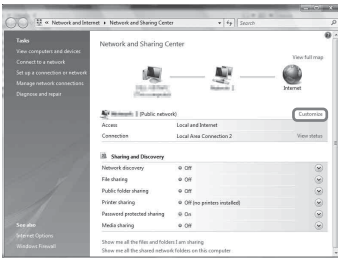 « Network and Internet ▸ Network and Sharing Center
Search
Tasks
View computers and devices
Connect to a network
Set up a connection or network
Manage network connections
Diagnose and repair
Network and Sharing Center
View full map
Internet
(Public network)
Customize
Access Local and Internet
Connection Local Area Connection 2 View status
Sharing and Discovery
Network discovery Off
File sharing Off
Public folder sharing Off
Printer sharing Off (no printers installed)
Password protected sharing On
Media sharing Off
Show me all the files and folders I am sharing
Show me all the shared network folders on this computer
See also
Internet Options
Windows Firewall